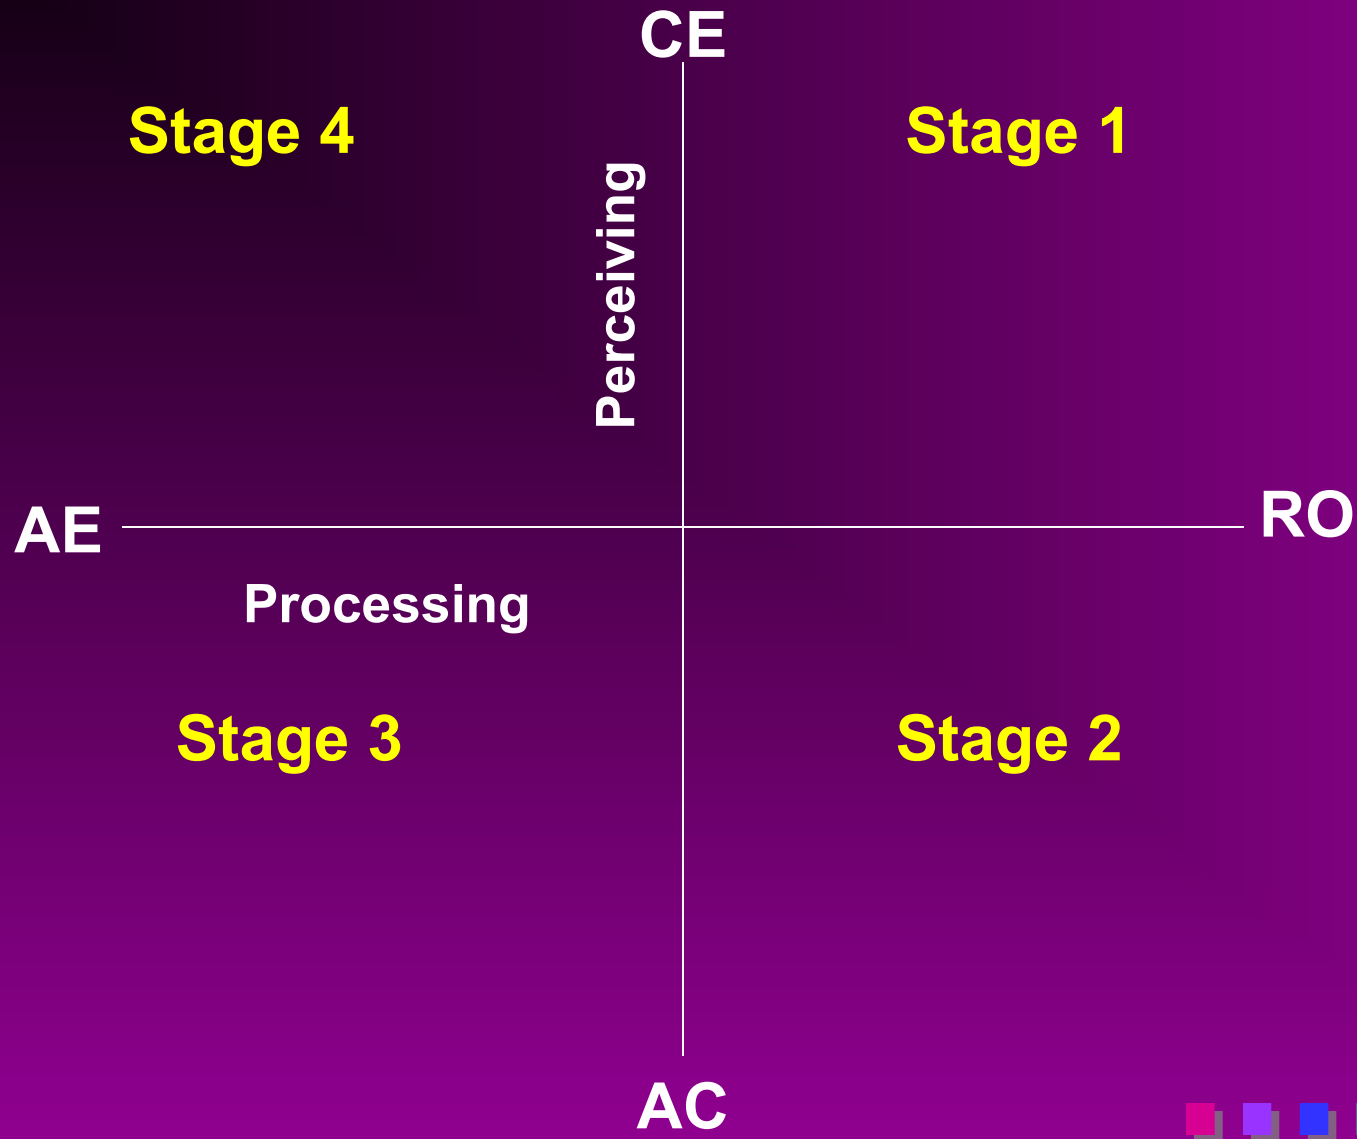 CE
Stage 4
Stage 1
Perceiving
AE
RO
Processing
Stage 3
Stage 2
AC